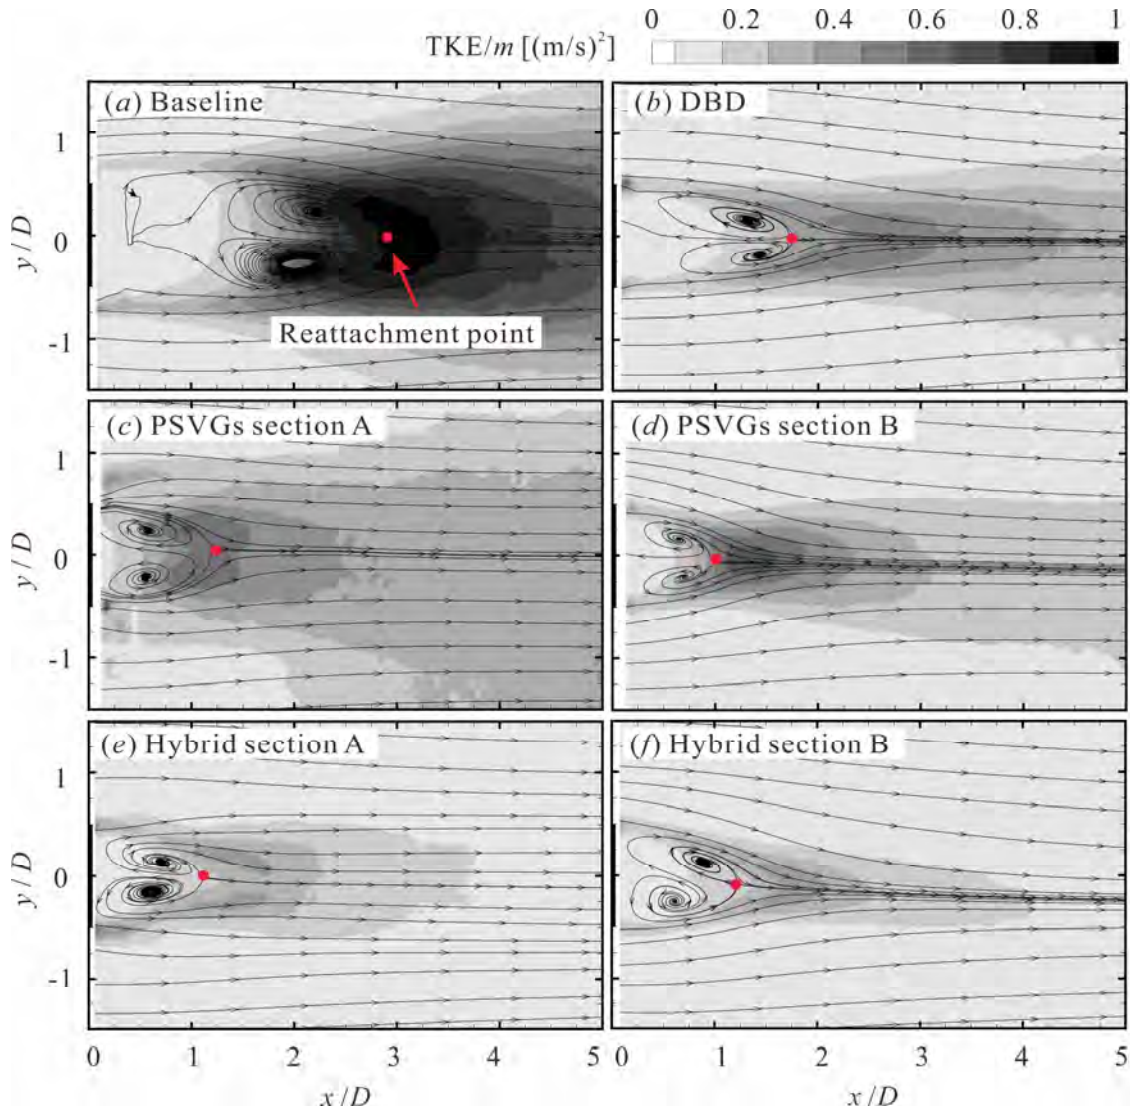 0 0.2 0.4 0.6 0.8 1
TKE/m [(m/s)²]
(a) Baseline
(b) DBD
1
0
-1
y/D
Reattachment point
(c) PSVGs section A
(d) PSVGs section B
1
0
-1
y/D
(e) Hybrid section A
(f) Hybrid section B
1
0
-1
y/D
0 1 2 3 4 5 0 1 2 3 4 5
x/D x/D